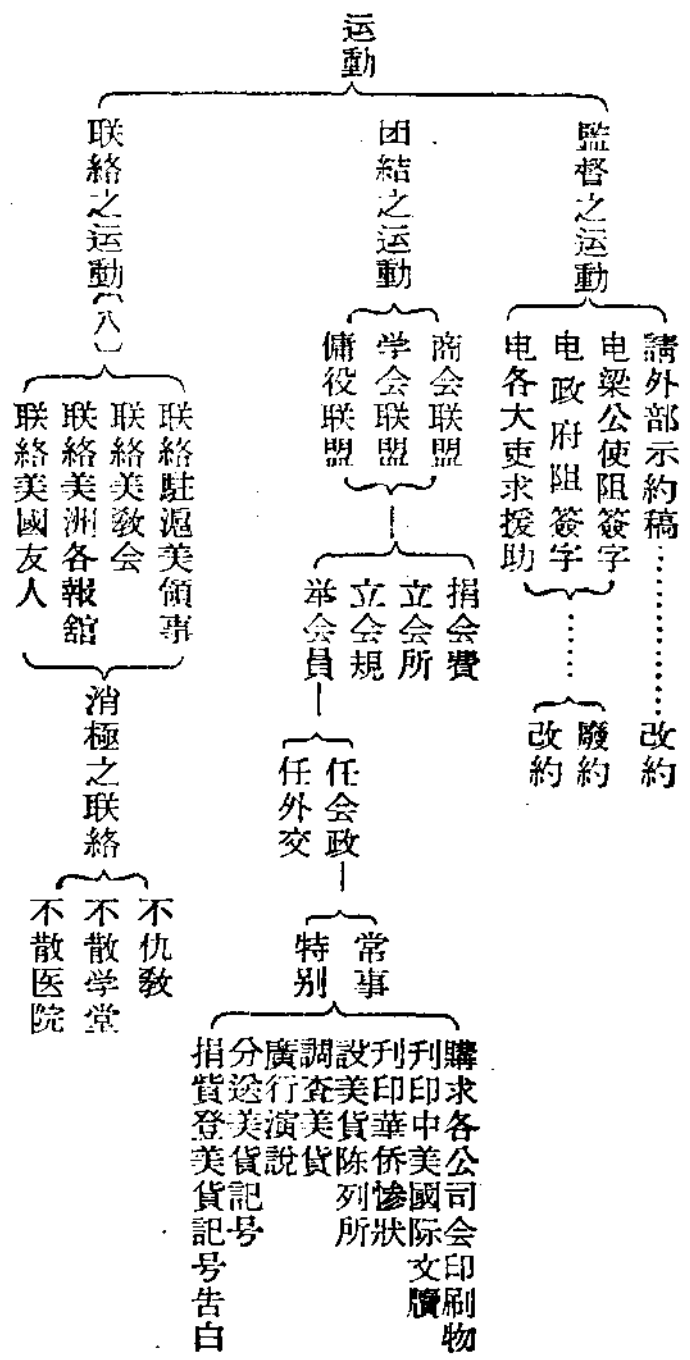 运動
監督之运動
請外部示約稿………改約
电梁公使阻簽字
电政府阻簽字
电各大吏求援助
……
廢約
改約
团結之运動
商会联盟
学会联盟
傭役联盟
捐会費
立会所
立会規
举会員
任会政
任外交
常事
特别
購求各公司会印刷物
刊印中美國际文牘
刊印華侨慘狀
設美貨陈列所
調查美貨
廣行演說
分送美貨記号
捐貲登美貨記号告白
联絡之运動〔八〕
联絡駐滬美領事
联絡美敎会
联絡美洲各報舘
联絡美國友人
消極之联絡
不仇敎
不散学堂
不散医院